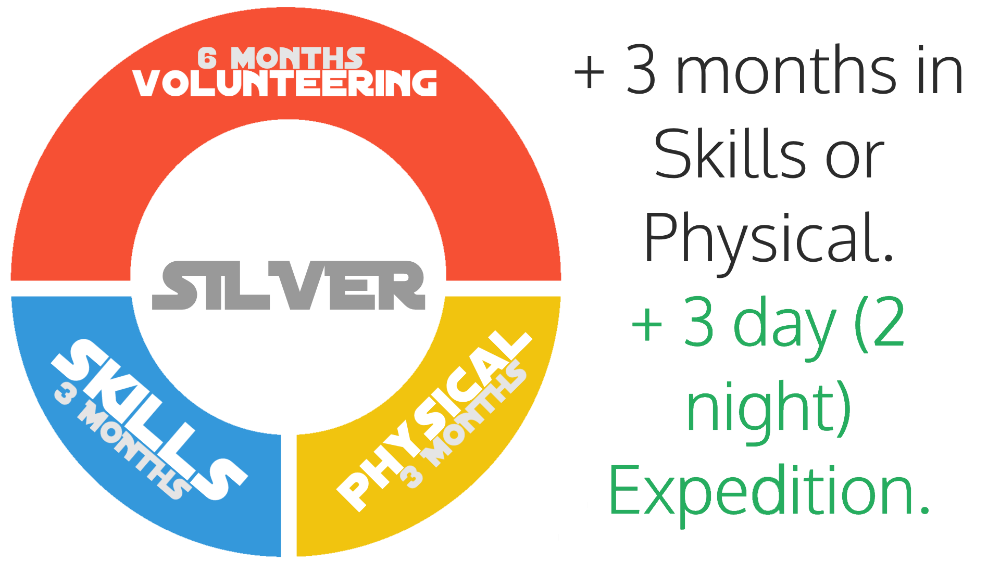 6 MONTHS
VOLUNTEERING
SILVER
SKILLS
3 MONTHS
PHYSICAL
3 MONTHS
+ 3 months in
Skills or
Physical.
+ 3 day (2
night)
Expedition.